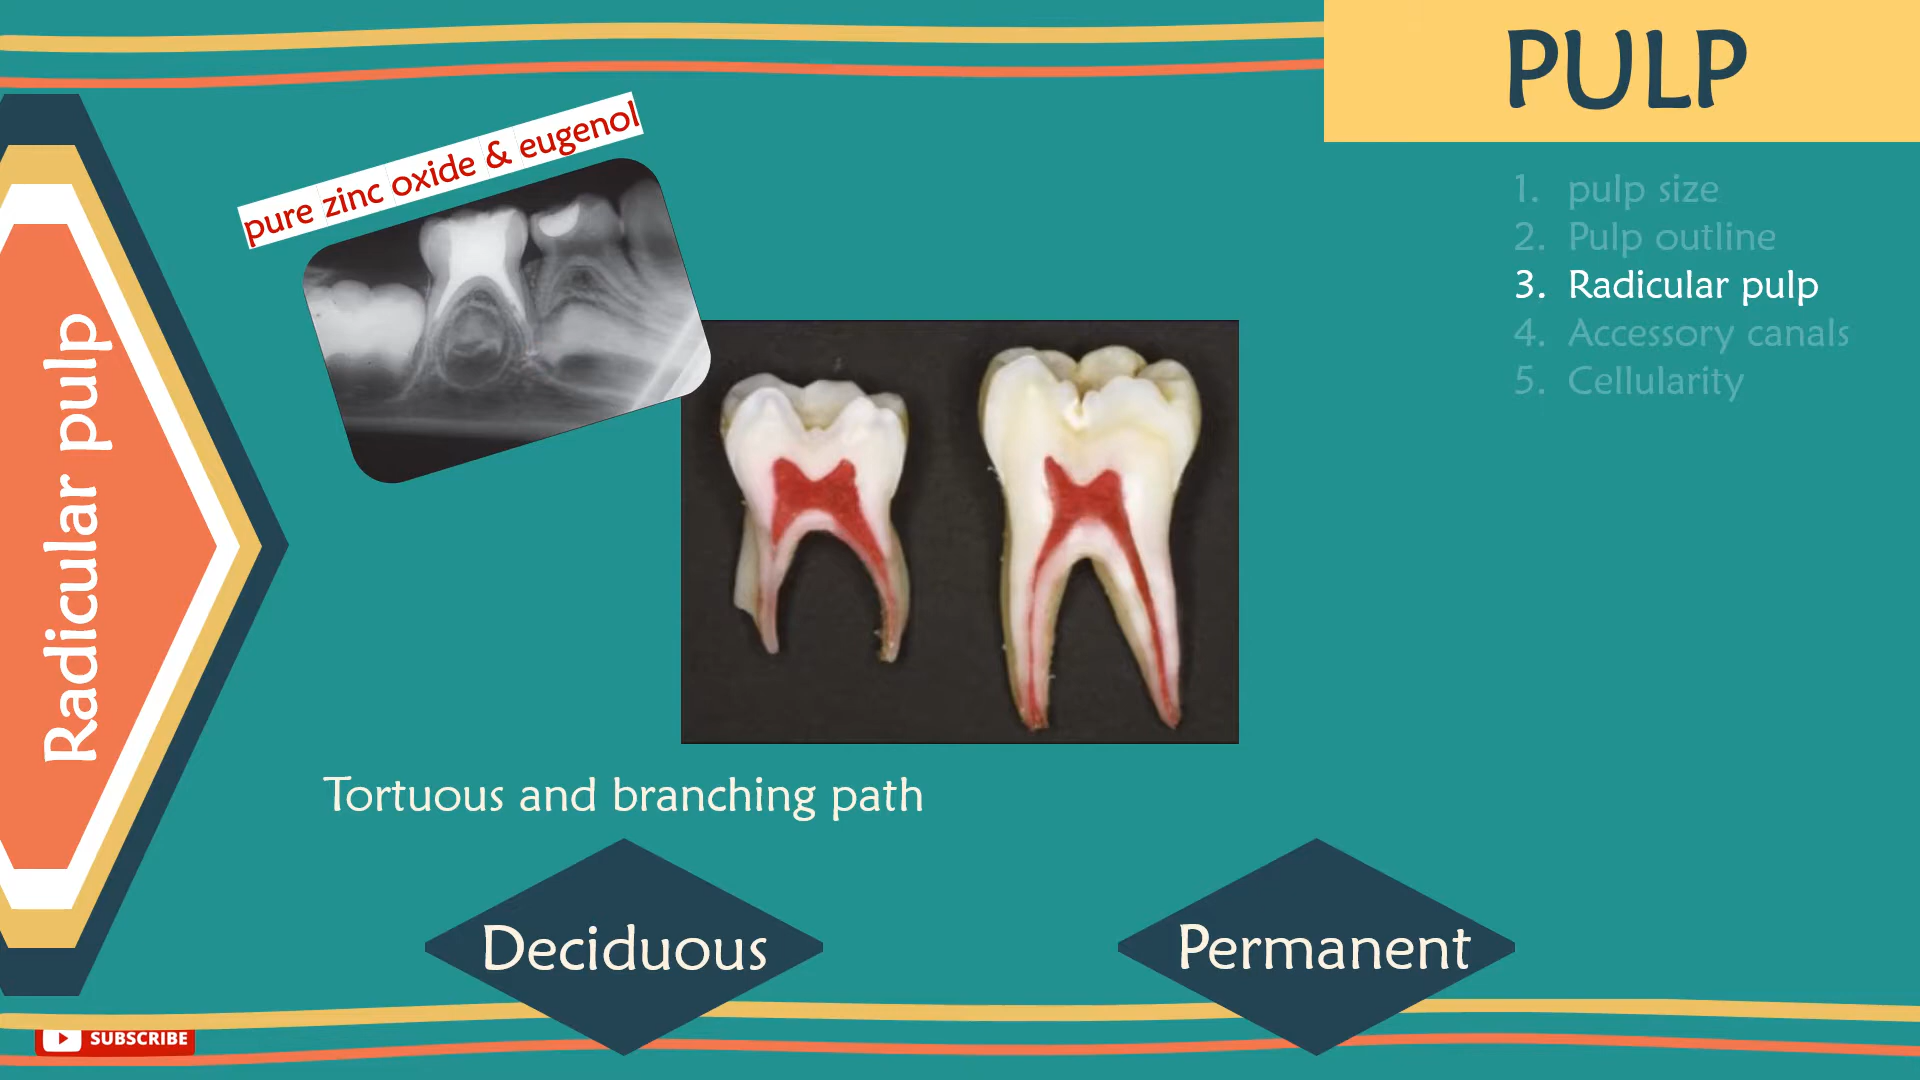 PULP
1. pulp size
2. Pulp outline
3. Radicular pulp
4. Accessory canals
5. Cellularity
pure zinc oxide & eugenol
Radicular pulp
Tortuous and branching path
Deciduous
Permanent
SUBSCRIBE